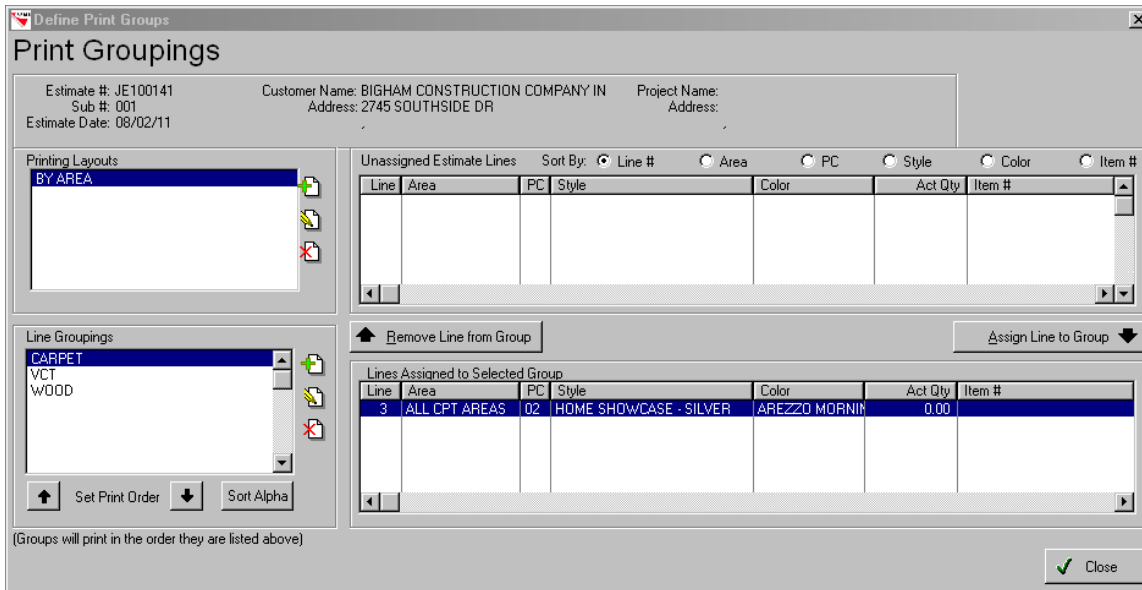 Define Print Groups
Print Groupings
Estimate #: JE100141
Sub #: 001
Estimate Date: 08/02/11
Customer Name: BIGHAM CONSTRUCTION COMPANY IN
Address: 2745 SOUTHSIDE DR
,
Project Name:
Address:
,
Printing Layouts
BY AREA
Unassigned Estimate Lines Sort By: Line # Area PC Style Color Item #
Line Area PC Style Color Act Qty Item #
Line Groupings
CARPET
VCT
WOOD
Set Print Order Sort Alpha
(Groups will print in the order they are listed above)
Remove Line from Group Assign Line to Group
Lines Assigned to Selected Group
Line Area PC Style Color Act Qty Item #
3 ALL CPT AREAS 02 HOME SHOWCASE - SILVER AREZZO MORNIN 0.00
Close